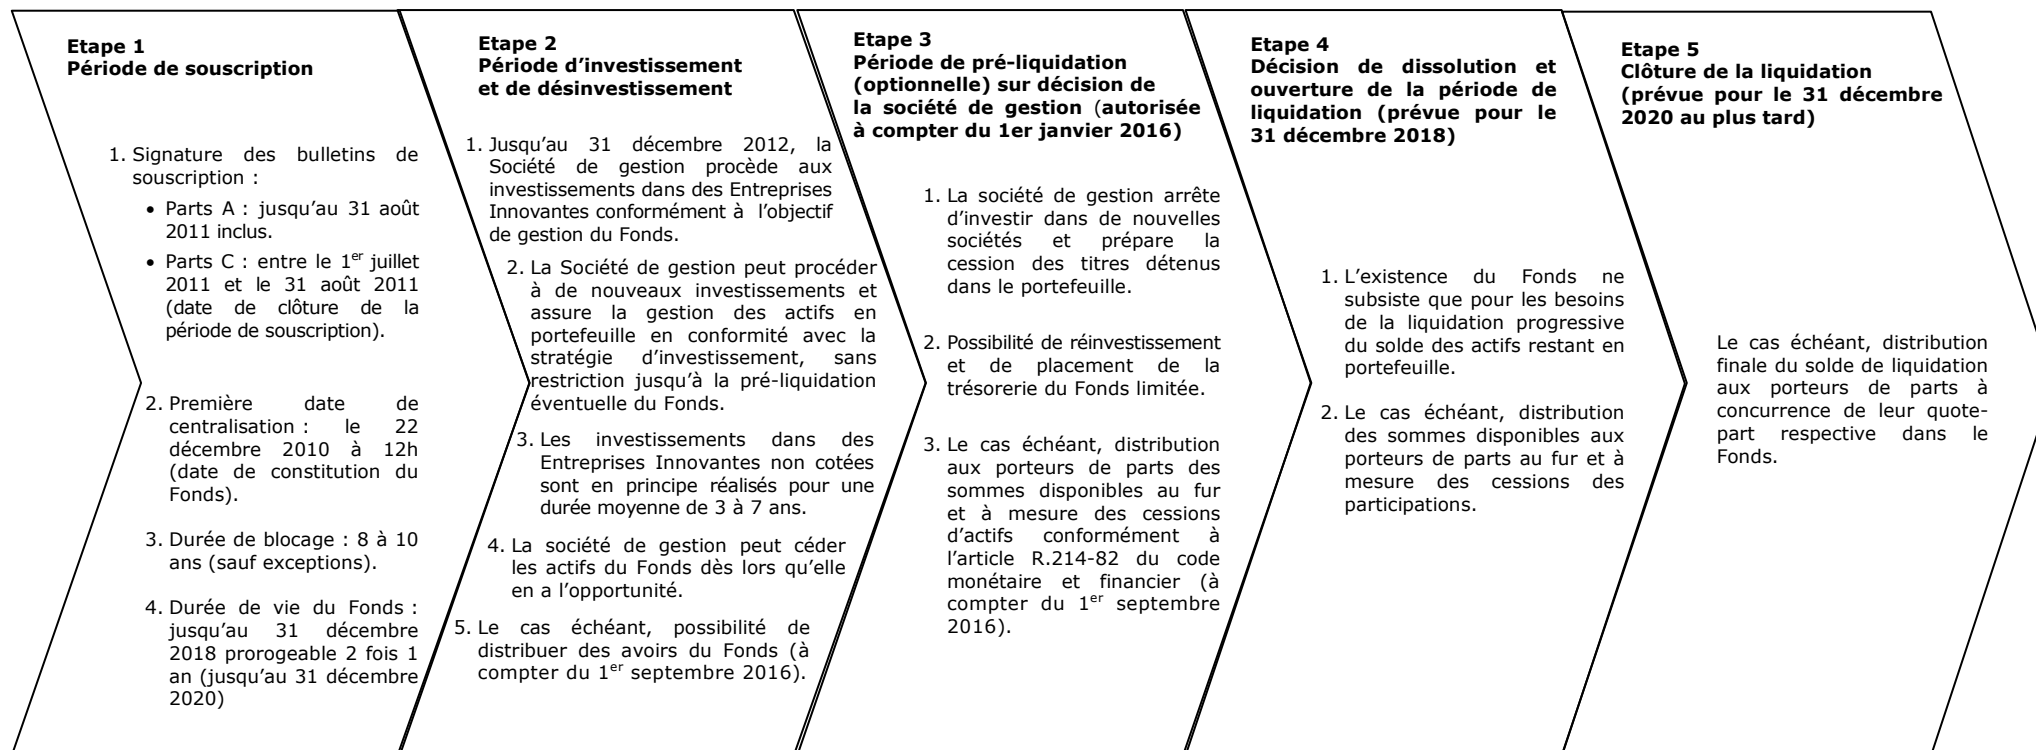 Etape 1
Période de souscription
1. Signature des bulletins de
souscription :
• Parts A : jusqu'au 31 août
2011 inclus.
• Parts C : entre le 1er juillet
2011 et le 31 août 2011
(date de clôture de la
période de souscription).
2. Première date de
centralisation : le 22
décembre 2010 à 12h
(date de constitution du
Fonds).
3. Durée de blocage : 8 à 10
ans (sauf exceptions).
4. Durée de vie du Fonds :
jusqu'au 31 décembre
2018 prorogeable 2 fois 1
an (jusqu'au 31 décembre
2020)
Etape 2
Période d'investissement
et de désinvestissement
1. Jusqu'au 31 décembre 2012, la
Société de gestion procède aux
investissements dans des Entreprises
Innovantes conformément à l'objectif
de gestion du Fonds.
2. La Société de gestion peut procéder
à de nouveaux investissements et
assure la gestion des actifs en
portefeuille en conformité avec la
stratégie d'investissement, sans
restriction jusqu'à la pré-liquidation
éventuelle du Fonds.
3. Les investissements dans des
Entreprises Innovantes non cotées
sont en principe réalisés pour une
durée moyenne de 3 à 7 ans.
4. La société de gestion peut céder
les actifs du Fonds dès lors qu'elle
en a l'opportunité.
5. Le cas échéant, possibilité de
distribuer des avoirs du Fonds (à
compter du 1er septembre 2016).
Etape 3
Période de pré-liquidation
(optionnelle) sur décision de
la société de gestion (autorisée
à compter du 1er janvier 2016)
1. La société de gestion arrête
d'investir dans de nouvelles
sociétés et prépare la
cession des titres détenus
dans le portefeuille.
2. Possibilité de réinvestissement
et de placement de la
trésorerie du Fonds limitée.
3. Le cas échéant, distribution
aux porteurs de parts des
sommes disponibles au fur
et à mesure des cessions
d'actifs conformément à
l'article R.214-82 du code
monétaire et financier (à
compter du 1er septembre
2016).
Etape 4
Décision de dissolution et
ouverture de la période de
liquidation (prévue pour le
31 décembre 2018)
1. L'existence du Fonds ne
subsiste que pour les besoins
de la liquidation progressive
du solde des actifs restant en
portefeuille.
2. Le cas échéant, distribution
des sommes disponibles aux
porteurs de parts au fur et à
mesure des cessions des
participations.
Etape 5
Clôture de la liquidation
(prévue pour le 31 décembre
2020 au plus tard)
Le cas échéant, distribution
finale du solde de liquidation
aux porteurs de parts à
concurrence de leur quote-
part respective dans le
Fonds.